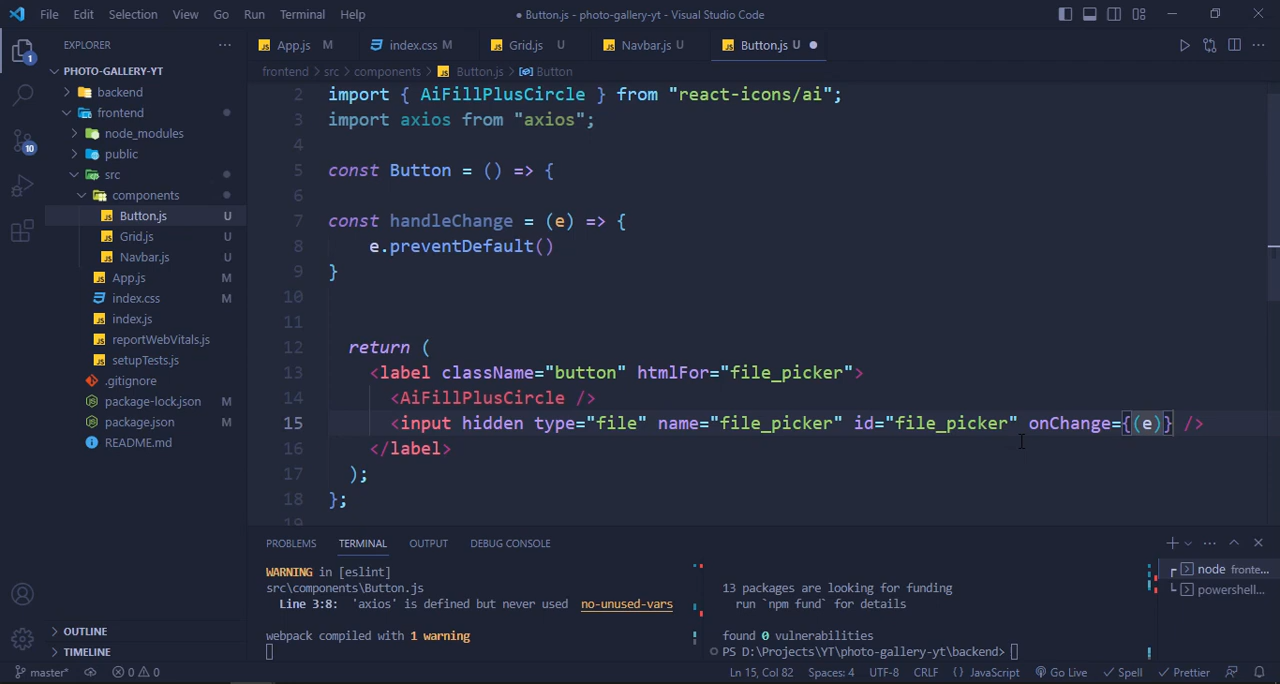 File Edit Selection View Go Run Terminal Help
● Button.js - photo-gallery-yt - Visual Studio Code
EXPLORER
PHOTO-GALLERY-YT
backend
frontend
node_modules
public
src
components
Button.js U
Grid.js U
Navbar.js U
App.js M
index.css M
index.js
reportWebVitals.js
setupTests.js
.gitignore
package-lock.json M
package.json M
README.md
OUTLINE
TIMELINE
1
10
App.js M index.css M Grid.js U Navbar.js U Button.js U ●
frontend > src > components > Button.js > Button
2 import { AiFillPlusCircle } from "react-icons/ai";
3 import axios from "axios";
4
5 const Button = () => {
6
7 const handleChange = (e) => {
8 e.preventDefault()
9 }
10
11
12 return (
13 <label className="button" htmlFor="file_picker">
14 <AiFillPlusCircle />
15 <input hidden type="file" name="file_picker" id="file_picker" onChange={(e)} />
16 </label>
17 );
18 };
19
PROBLEMS TERMINAL OUTPUT DEBUG CONSOLE
WARNING in [eslint]
src\components\Button.js
Line 3:8: 'axios' is defined but never used no-unused-vars
webpack compiled with 1 warning
13 packages are looking for funding
run `npm fund` for details
found 0 vulnerabilities
PS D:\Projects\YT\photo-gallery-yt\backend>
node fronte...
powershell...
master* 0 0 Ln 15, Col 82 Spaces: 4 UTF-8 CRLF {} JavaScript Go Live Spell Prettier